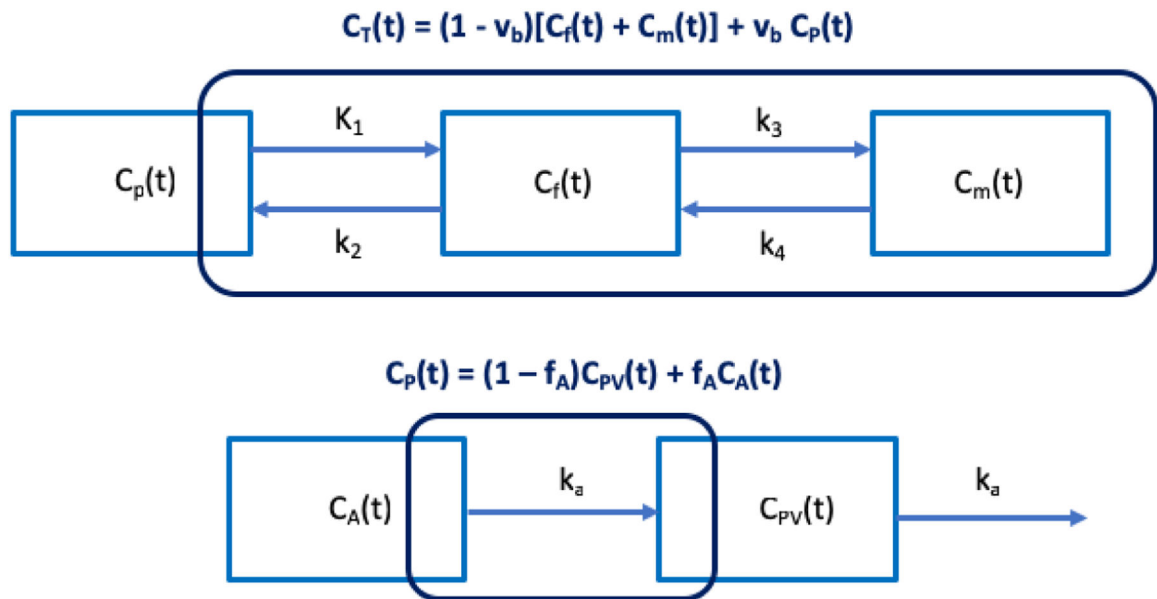 C_T(t) = (1 - v_b)[C_f(t) + C_m(t)] + v_b C_P(t)
K_1 k_3
C_p(t) C_f(t) C_m(t)
k_2 k_4
C_P(t) = (1 – f_A)C_PV(t) + f_AC_A(t)
k_a k_a
C_A(t) C_PV(t)